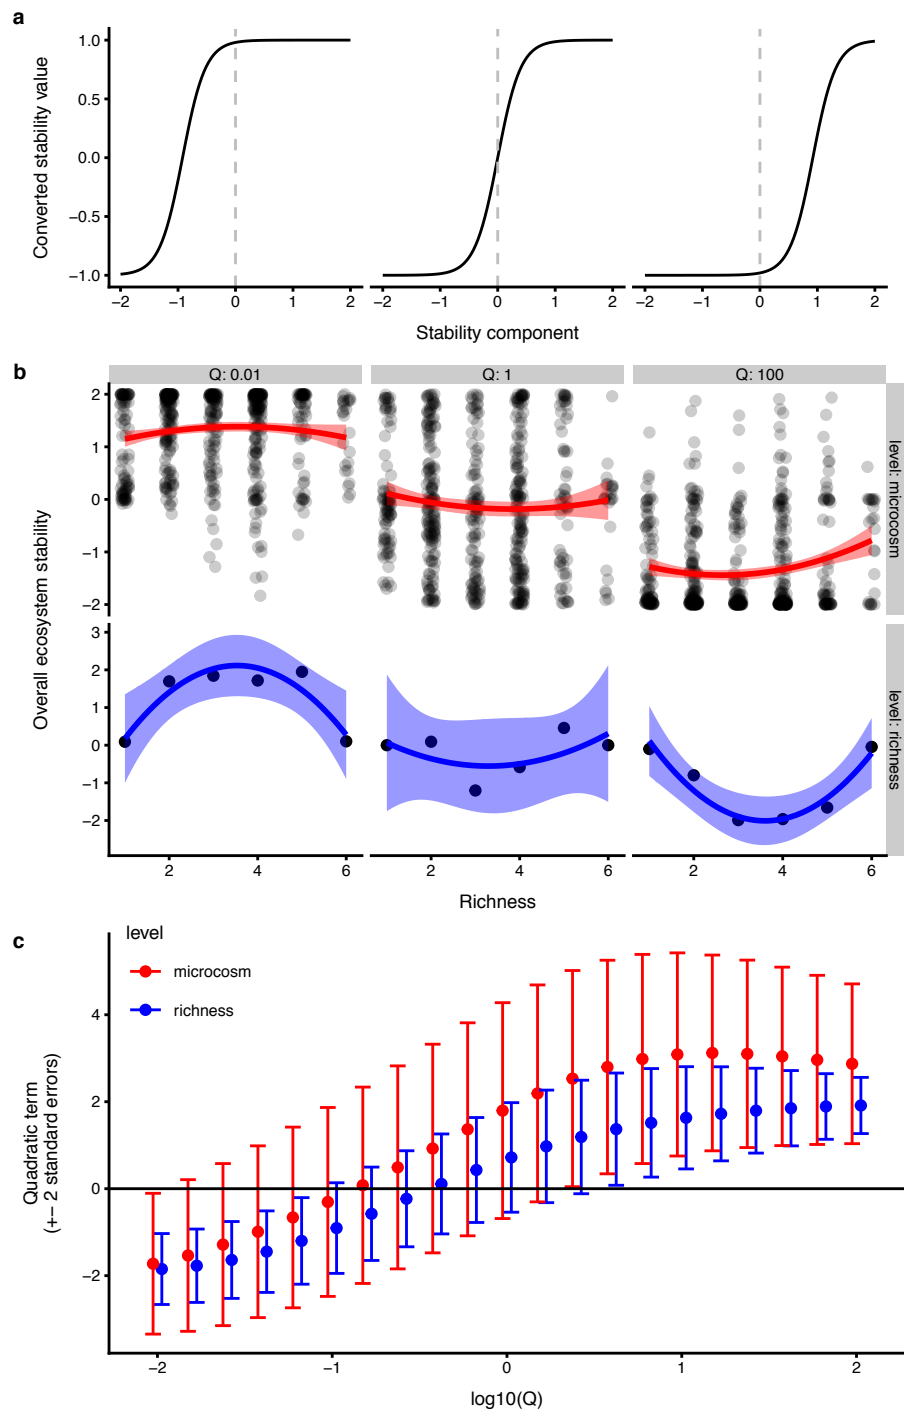 a
Converted stability value
1.0
0.5
0.0
−0.5
−1.0
−2 −1 0 1 2 −2 −1 0 1 2 −2 −1 0 1 2
Stability component
b
Q: 0.01 Q: 1 Q: 100
Overall ecosystem stability
2
1
0
−1
−2
level: microcosm
3
2
1
0
−1
−2
level: richness
2 4 6 2 4 6 2 4 6
Richness
c
level
microcosm
richness
Quadratic term
(+− 2 standard errors)
4
2
0
−2
−2 −1 0 1 2
log10(Q)